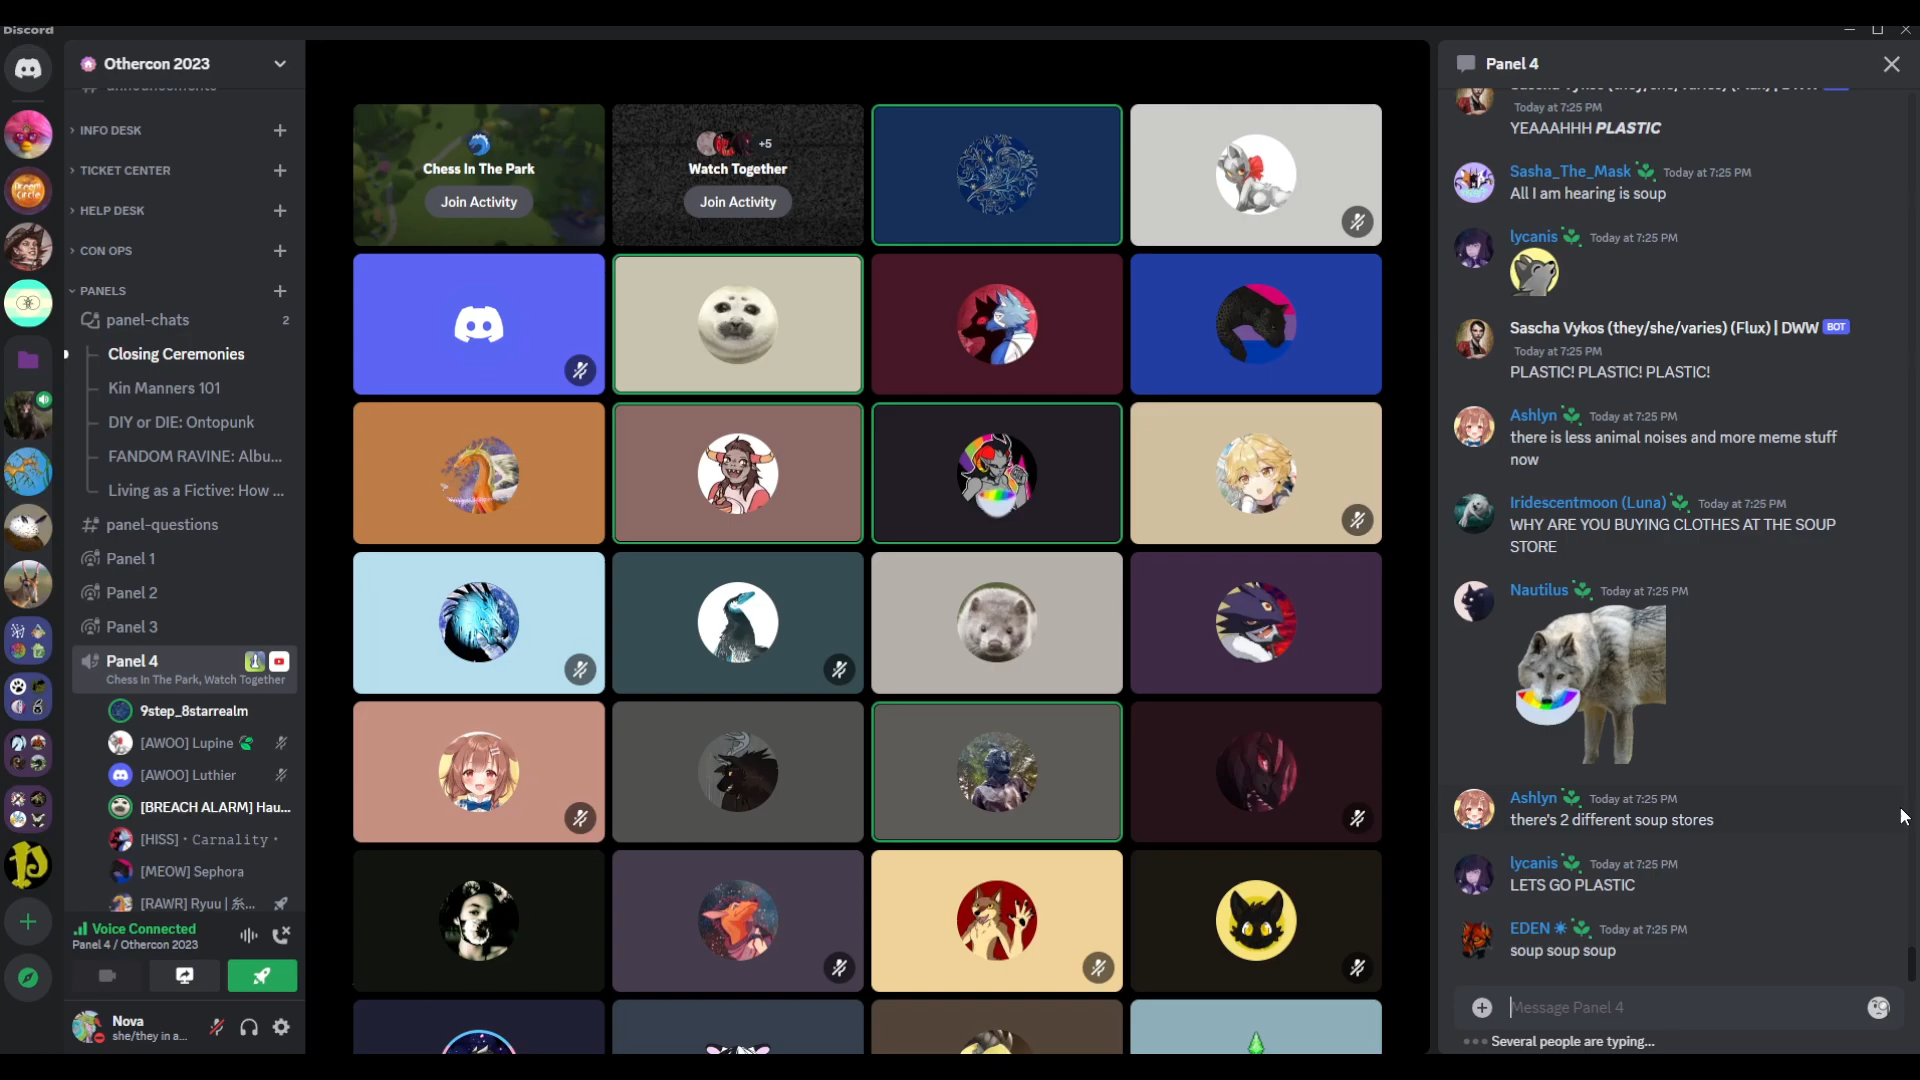 Discord
Othercon 2023
announcements
INFO DESK
TICKET CENTER
HELP DESK
CON OPS
PANELS
panel-chats
2
Closing Ceremonies
Kin Manners 101
DIY or DIE: Ontopunk
FANDOM RAVINE: Albu...
Living as a Fictive: How ...
panel-questions
Panel 1
Panel 2
Panel 3
Panel 4
Chess In The Park, Watch Together
9step_8starrealm
[AWOO] Lupine
[AWOO] Luthier
[BREACH ALARM] Hau...
[HISS]・Carnality・
[MEOW] Sephora
[RAWR] Ryuu | 糸...
Voice Connected
Panel 4 / Othercon 2023
Nova
she/they in a...
Chess In The Park
Join Activity
+5
Watch Together
Join Activity
Panel 4
Sascha Vykos (they/she/varies) (Flux) | DWW
Today at 7:25 PM
YEAAAHHH PLASTIC
Sasha_The_Mask Today at 7:25 PM
All I am hearing is soup
lycanis Today at 7:25 PM
Sascha Vykos (they/she/varies) (Flux) | DWW BOT
Today at 7:25 PM
PLASTIC! PLASTIC! PLASTIC!
Ashlyn Today at 7:25 PM
there is less animal noises and more meme stuff
now
Iridescentmoon (Luna) Today at 7:25 PM
WHY ARE YOU BUYING CLOTHES AT THE SOUP
STORE
Nautilus Today at 7:25 PM
Ashlyn Today at 7:25 PM
there's 2 different soup stores
lycanis Today at 7:25 PM
LETS GO PLASTIC
EDEN ☀ Today at 7:25 PM
soup soup soup
Message Panel 4
Several people are typing...